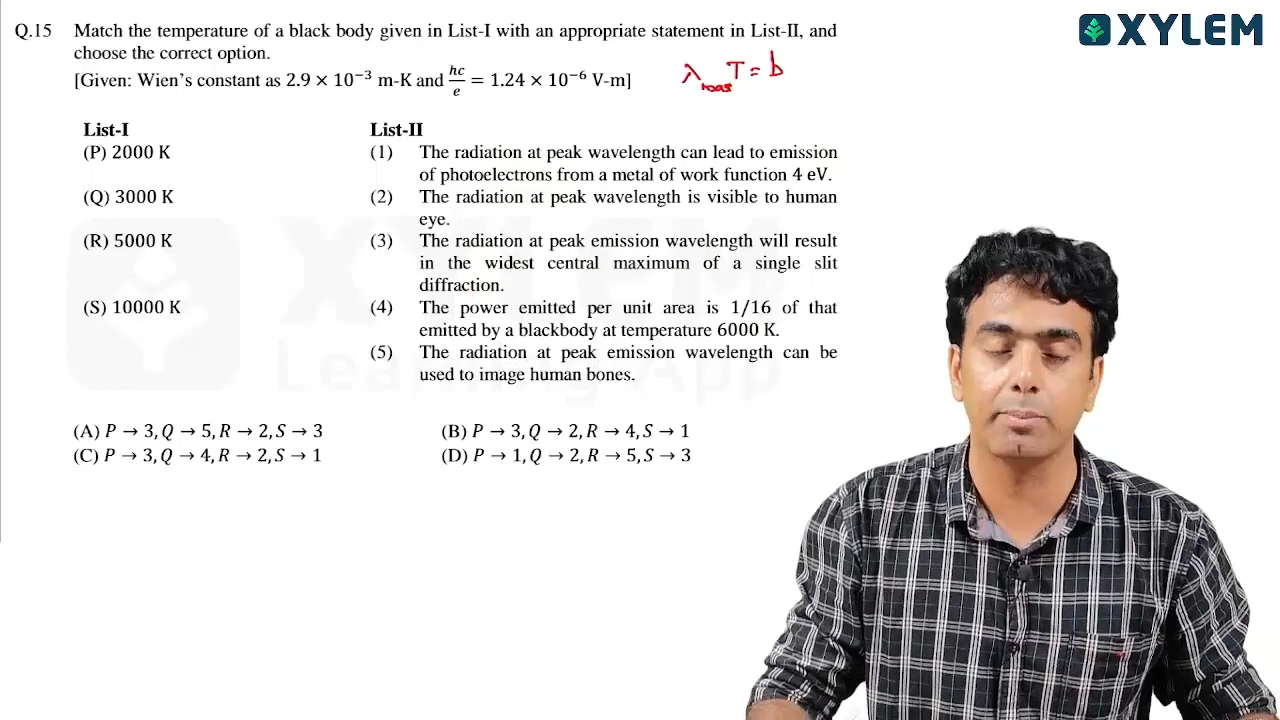 XYLEM
Q.15 Match the temperature of a black body given in List-I with an appropriate statement in List-II, and
choose the correct option.
[Given: Wien's constant as 2.9 × 10⁻³ m-K and hc/e = 1.24 × 10⁻⁶ V-m]
λ max T = b
List-I List-II
(P) 2000 K (1) The radiation at peak wavelength can lead to emission
of photoelectrons from a metal of work function 4 eV.
(Q) 3000 K (2) The radiation at peak wavelength is visible to human
eye.
(R) 5000 K (3) The radiation at peak emission wavelength will result
in the widest central maximum of a single slit
diffraction.
(S) 10000 K (4) The power emitted per unit area is 1/16 of that
emitted by a blackbody at temperature 6000 K.
(5) The radiation at peak emission wavelength can be
used to image human bones.
(A) P → 3, Q → 5, R → 2, S → 3 (B) P → 3, Q → 2, R → 4, S → 1
(C) P → 3, Q → 4, R → 2, S → 1 (D) P → 1, Q → 2, R → 5, S → 3
XYLEM
Learning App